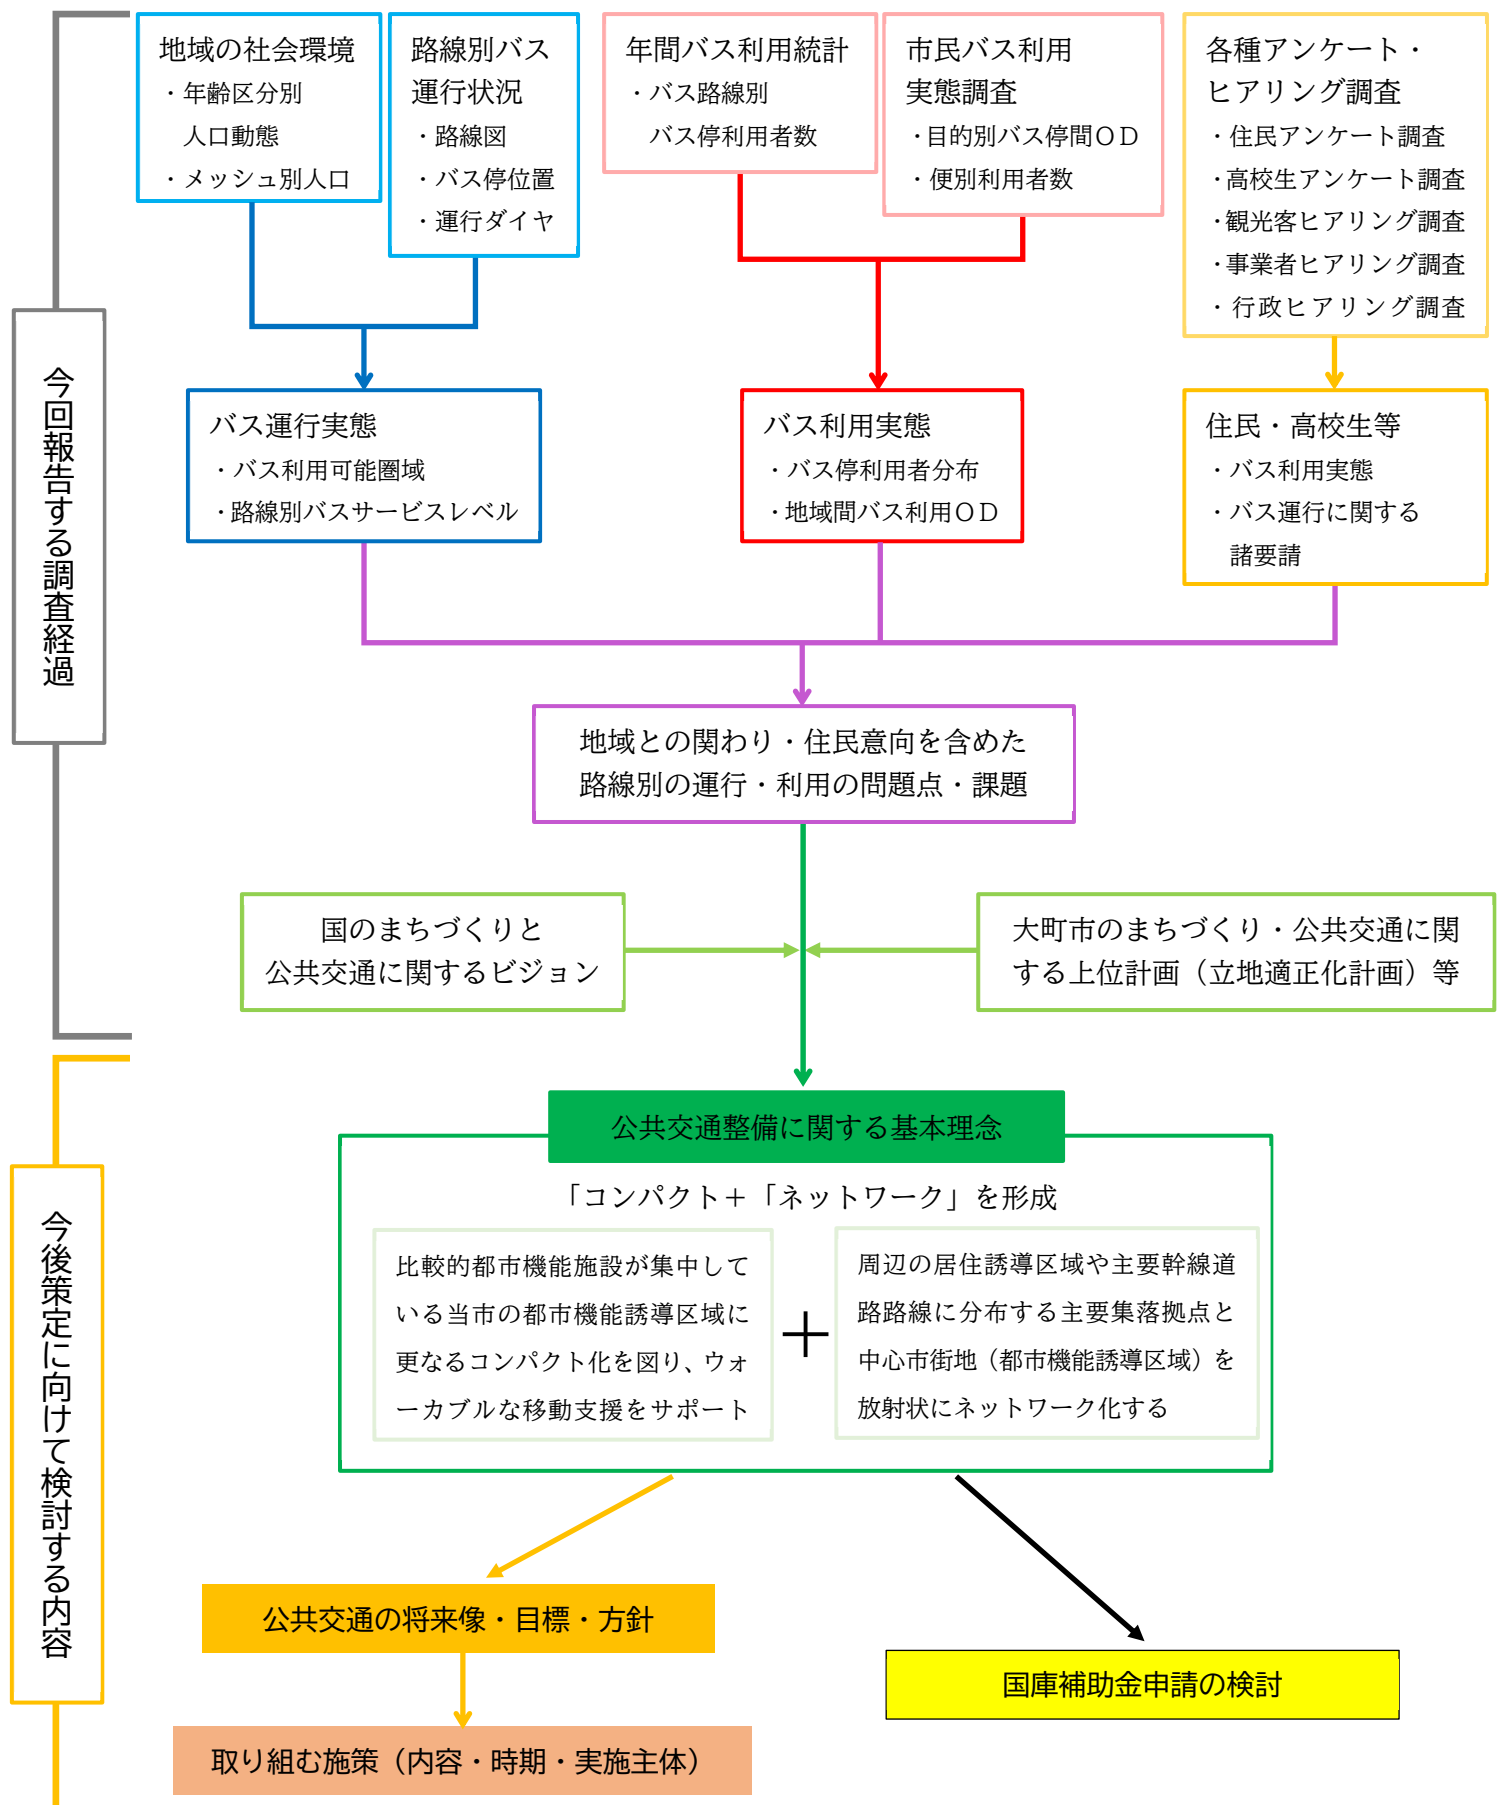 今回報告する調査経過
地域の社会環境
・年齢区分別
人口動態
・メッシュ別人口
路線別バス
運行状況
・路線図
・バス停位置
・運行ダイヤ
年間バス利用統計
・バス路線別
バス停利用者数
市民バス利用
実態調査
・目的別バス停間ＯＤ
・便別利用者数
各種アンケート・
ヒアリング調査
・住民アンケート調査
・高校生アンケート調査
・観光客ヒアリング調査
・事業者ヒアリング調査
・行政ヒアリング調査
バス運行実態
・バス利用可能圏域
・路線別バスサービスレベル
バス利用実態
・バス停利用者分布
・地域間バス利用ＯＤ
住民・高校生等
・バス利用実態
・バス運行に関する
諸要請
地域との関わり・住民意向を含めた
路線別の運行・利用の問題点・課題
国のまちづくりと
公共交通に関するビジョン
大町市のまちづくり・公共交通に関
する上位計画（立地適正化計画）等
今後策定に向けて検討する内容
公共交通整備に関する基本理念
「コンパクト＋「ネットワーク」を形成
比較的都市機能施設が集中して
いる当市の都市機能誘導区域に
更なるコンパクト化を図り、ウォ
ーカブルな移動支援をサポート
＋
周辺の居住誘導区域や主要幹線道
路路線に分布する主要集落拠点と
中心市街地（都市機能誘導区域）を
放射状にネットワーク化する
公共交通の将来像・目標・方針
国庫補助金申請の検討
取り組む施策（内容・時期・実施主体）